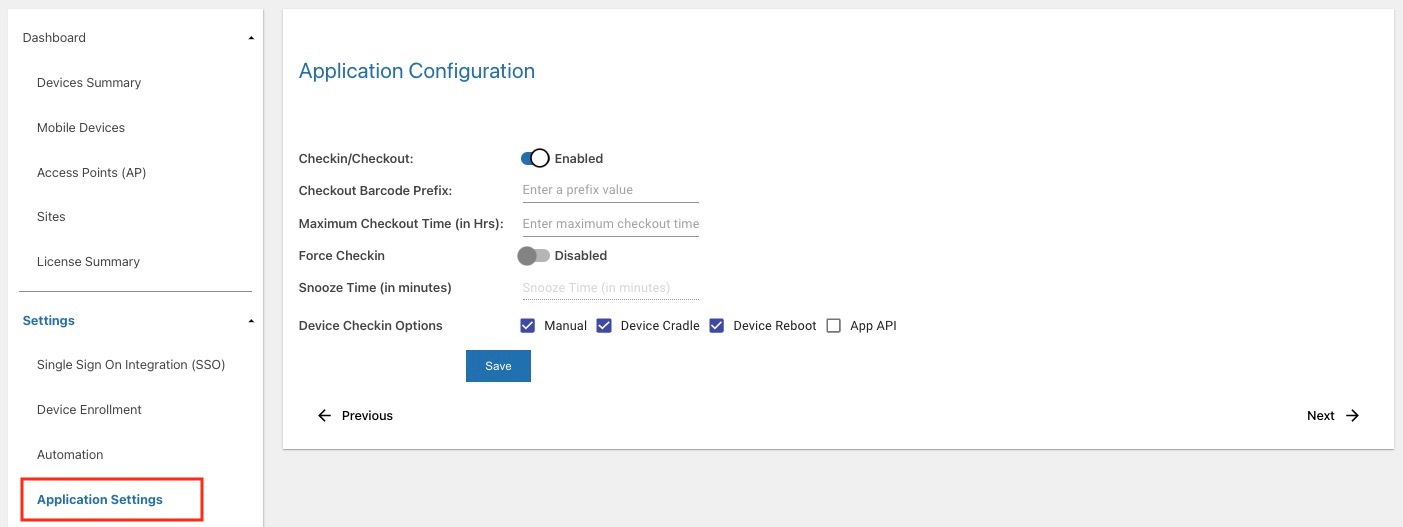 Dashboard
Devices Summary
Mobile Devices
Access Points (AP)
Sites
License Summary
Settings
Single Sign On Integration (SSO)
Device Enrollment
Automation
Application Settings
Application Configuration
Checkin/Checkout: Enabled
Checkout Barcode Prefix: Enter a prefix value
Maximum Checkout Time (in Hrs): Enter maximum checkout time
Force Checkin Disabled
Snooze Time (in minutes) Snooze Time (in minutes)
Device Checkin Options Manual Device Cradle Device Reboot App API
Save
Previous Next